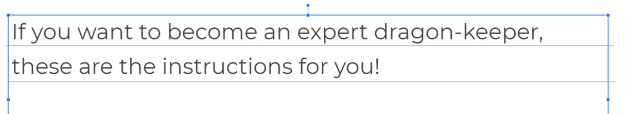 If you want to become an expert dragon-keeper,
these are the instructions for you!